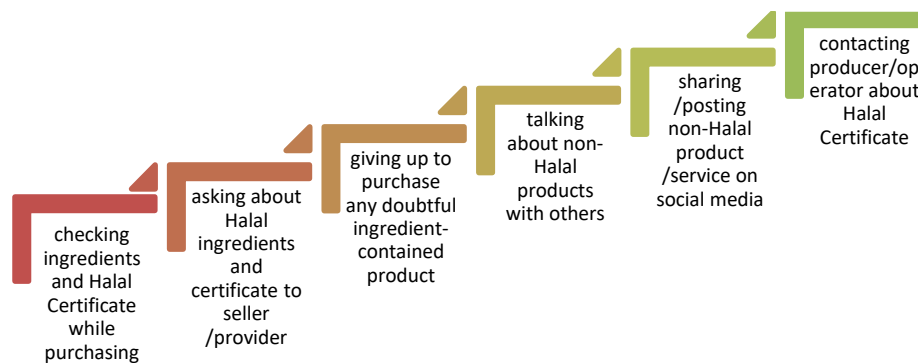 checking
ingredients
and Halal
Certificate
while
purchasing
asking about
Halal
ingredients
and
certificate to
seller
/provider
giving up to
purchase
any doubtful
ingredient-
contained
product
talking
about non-
Halal
products
with others
sharing
/posting
non-Halal
product
/service on
social media
contacting
producer/op
erator about
Halal
Certificate